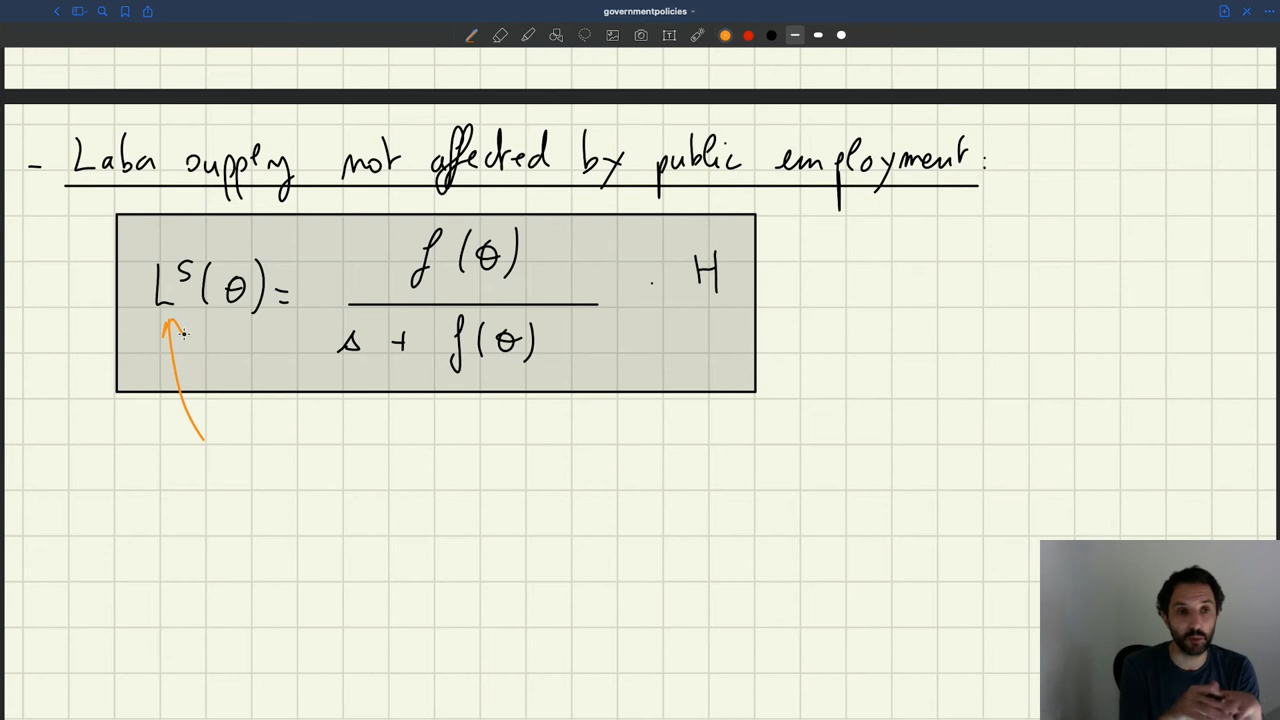 governmentpolicies
- Labor supply not affected by public employment:
L^s(θ) = f(θ) / (s + f(θ)) · H